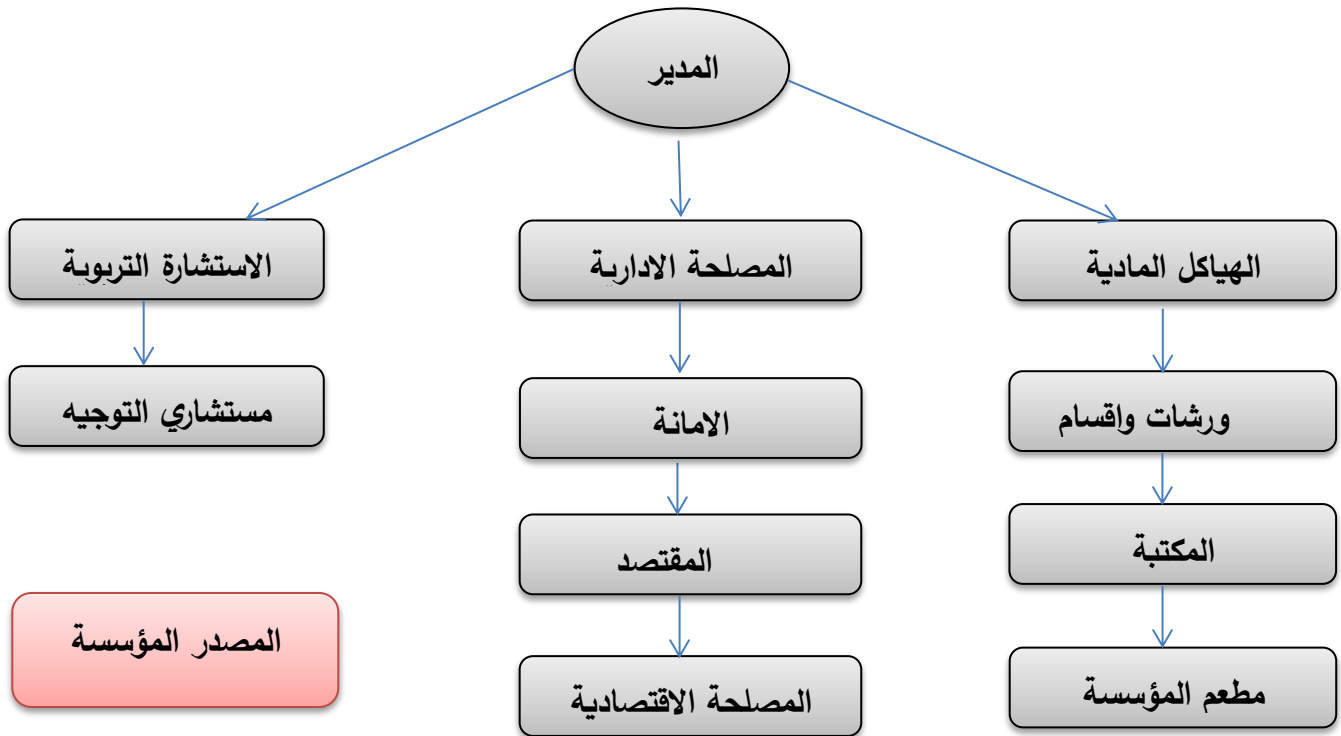 المدير
الهياكل المادية
المصلحة الادارية
الاستشارة التربوية
ورشات واقسام
الامانة
مستشاري التوجيه
المكتبة
المقتصد
المصدر المؤسسة
مطعم المؤسسة
المصلحة الاقتصادية